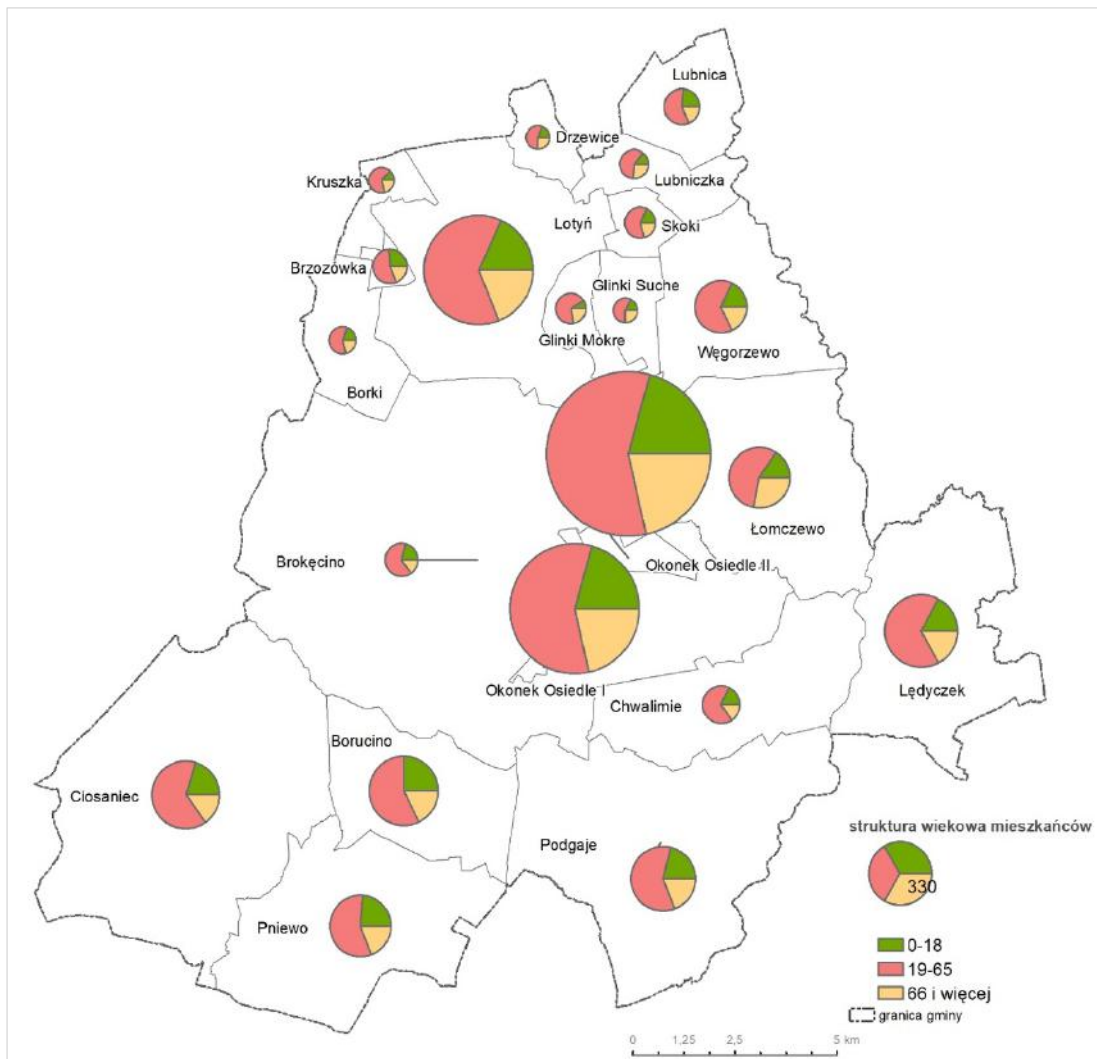 Lubnica
Drzewice
Kruszka
Lubniczka
Lotyń
Skoki
Brzozówka
Glinki Suche
Glinki Mokre
Węgorzewo
Borki
Łomczewo
Brokęcino
Okonek Osiedle II
Okonek Osiedle I
Lędyczek
Chwalimie
Borucino
Ciosaniec
Podgaje
Pniewo
struktura wiekowa mieszkańców
330
0-18
19-65
66 i więcej
granica gminy
0 1,25 2,5 5 km